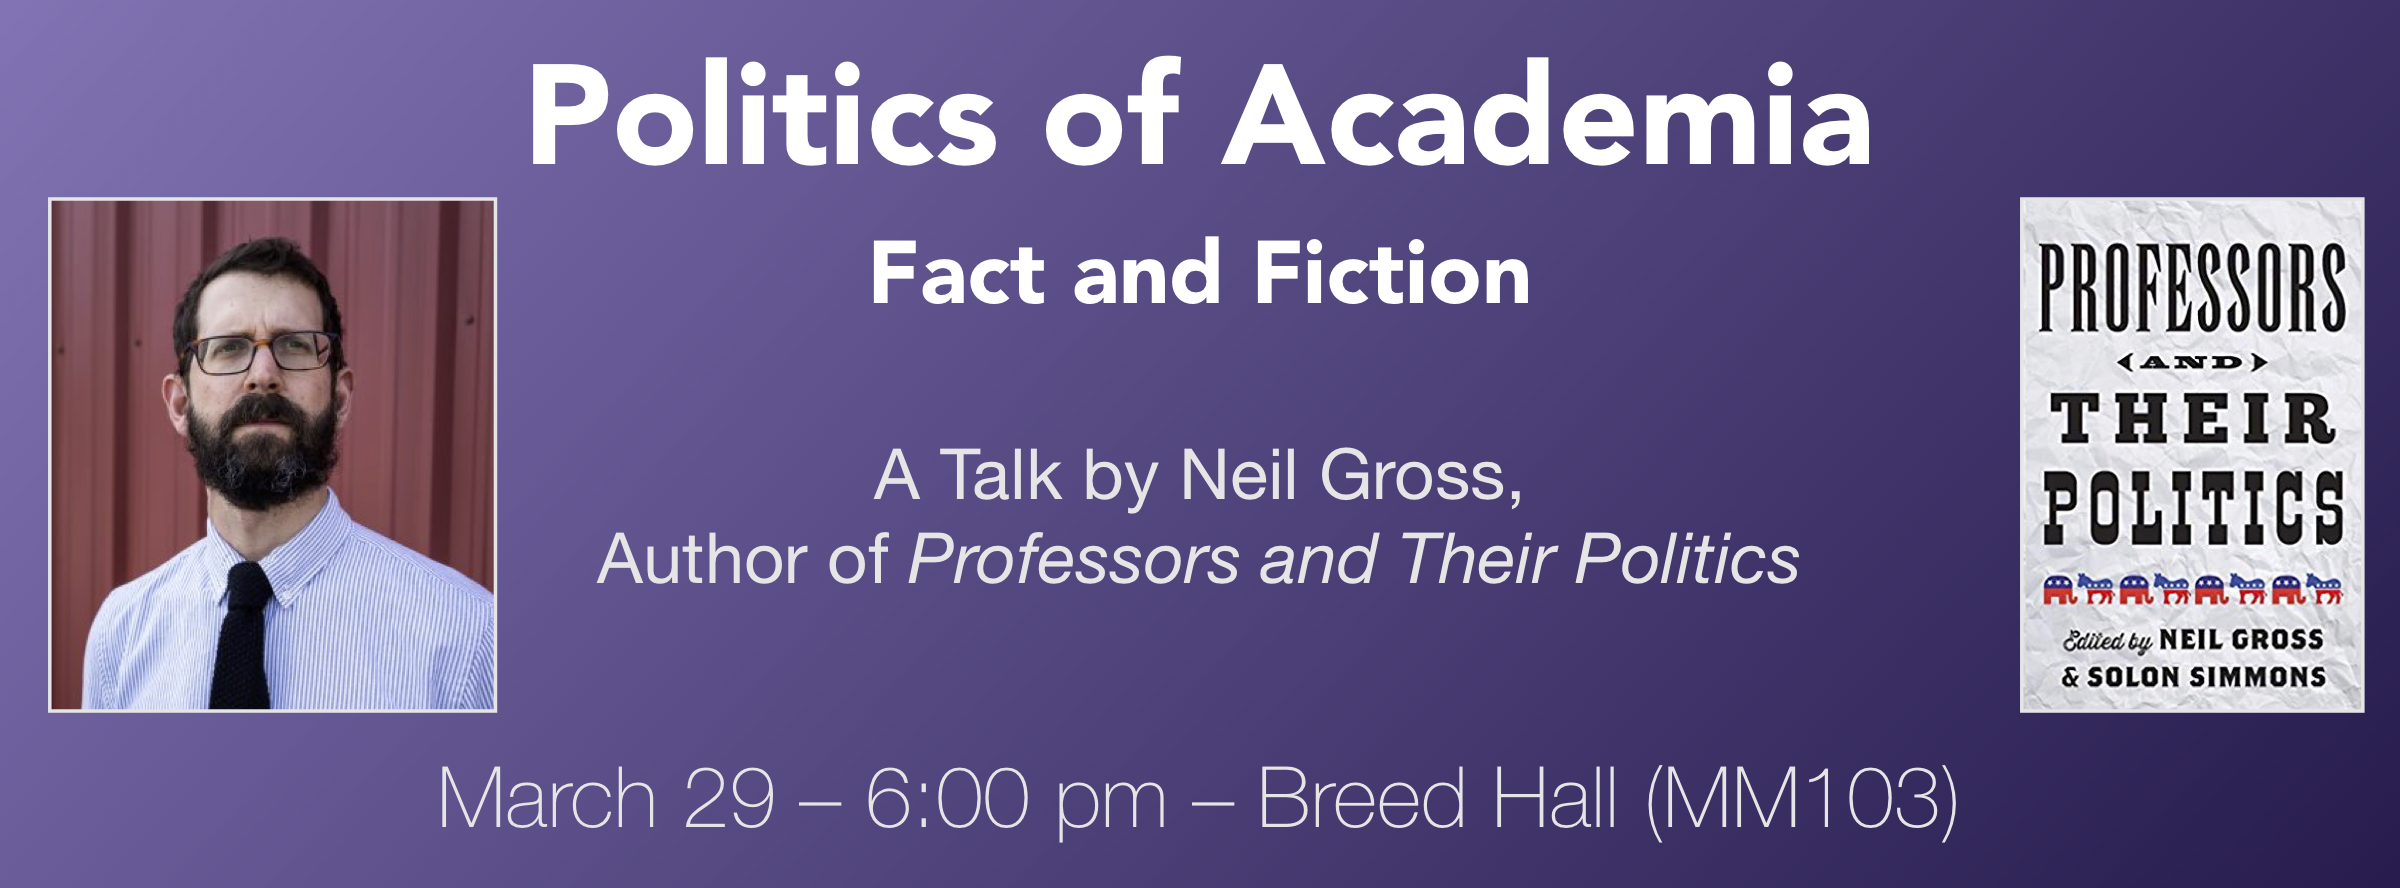 Politics of Academia
Fact and Fiction
A Talk by Neil Gross,
Author of Professors and Their Politics
March 29 – 6:00 pm – Breed Hall (MM103)
PROFESSORS
AND
THEIR
POLITICS
Edited by NEIL GROSS
& SOLON SIMMONS